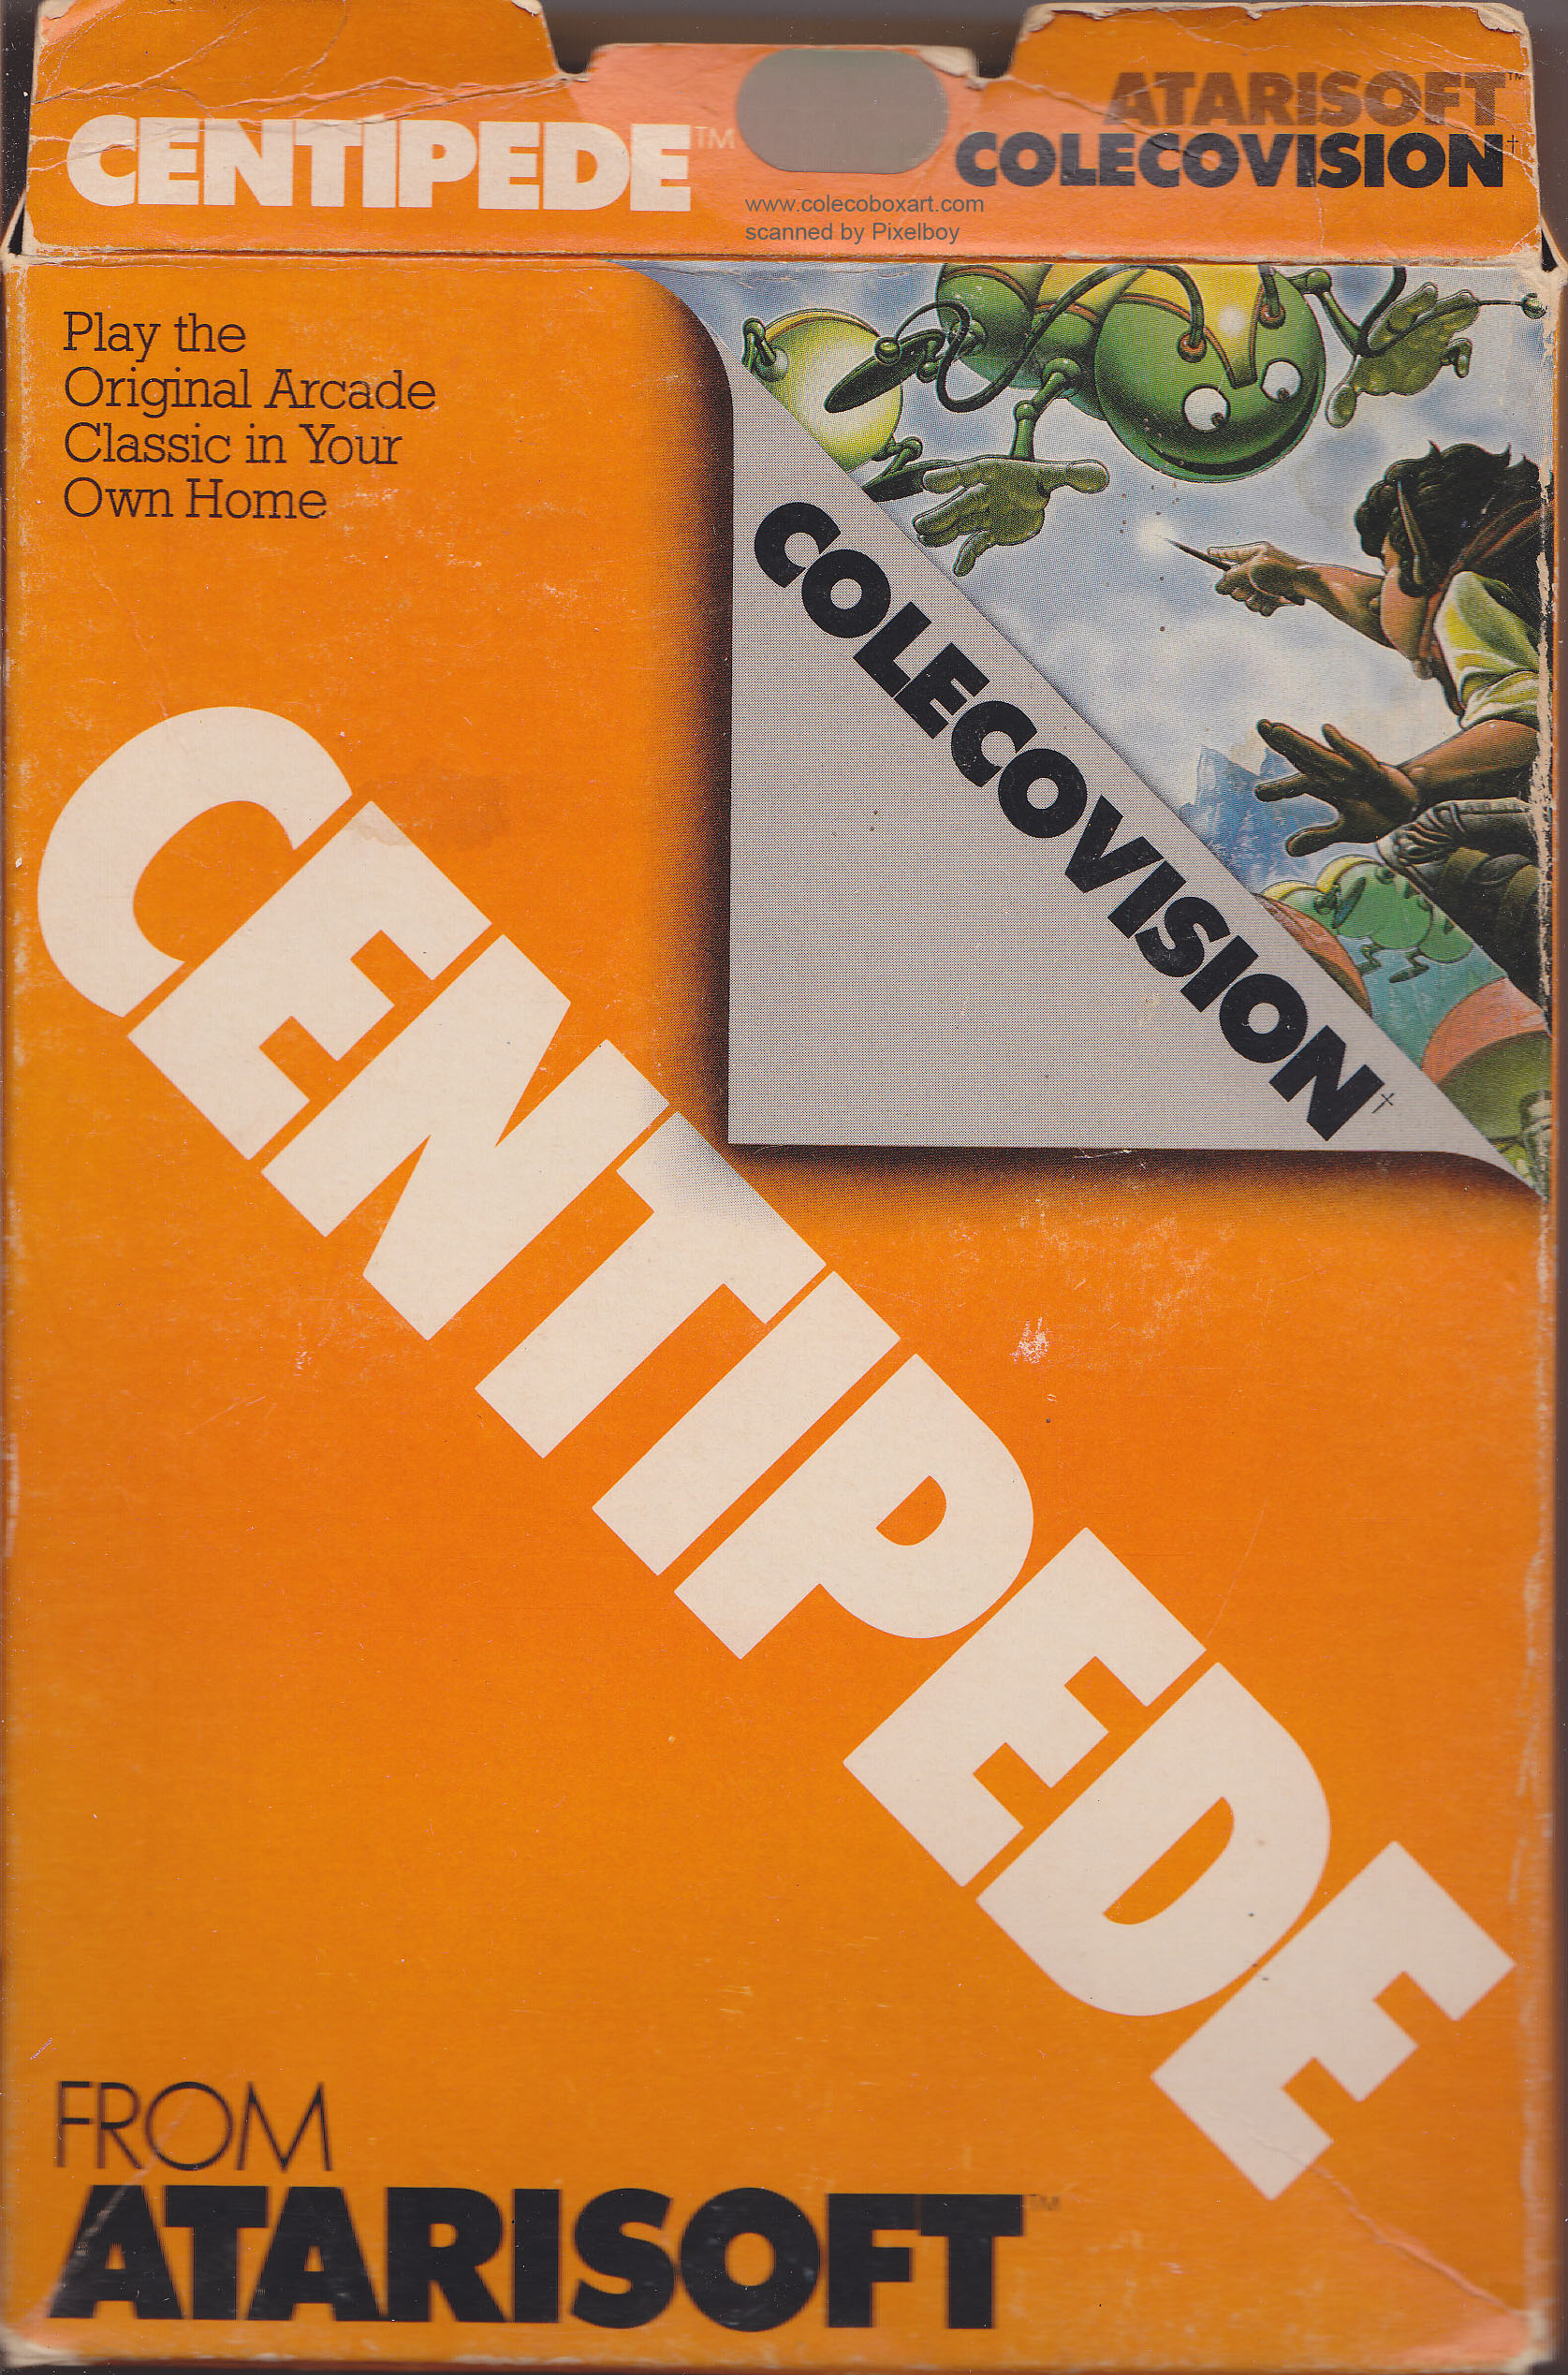 CENTIPEDE™
ATARISOFT™
COLECOVISION†
www.colecoboxart.com
scanned by Pixelboy
Play the
Original Arcade
Classic in Your
Own Home
COLECOVISION†
CENTIPEDE
FROM
ATARISOFT™